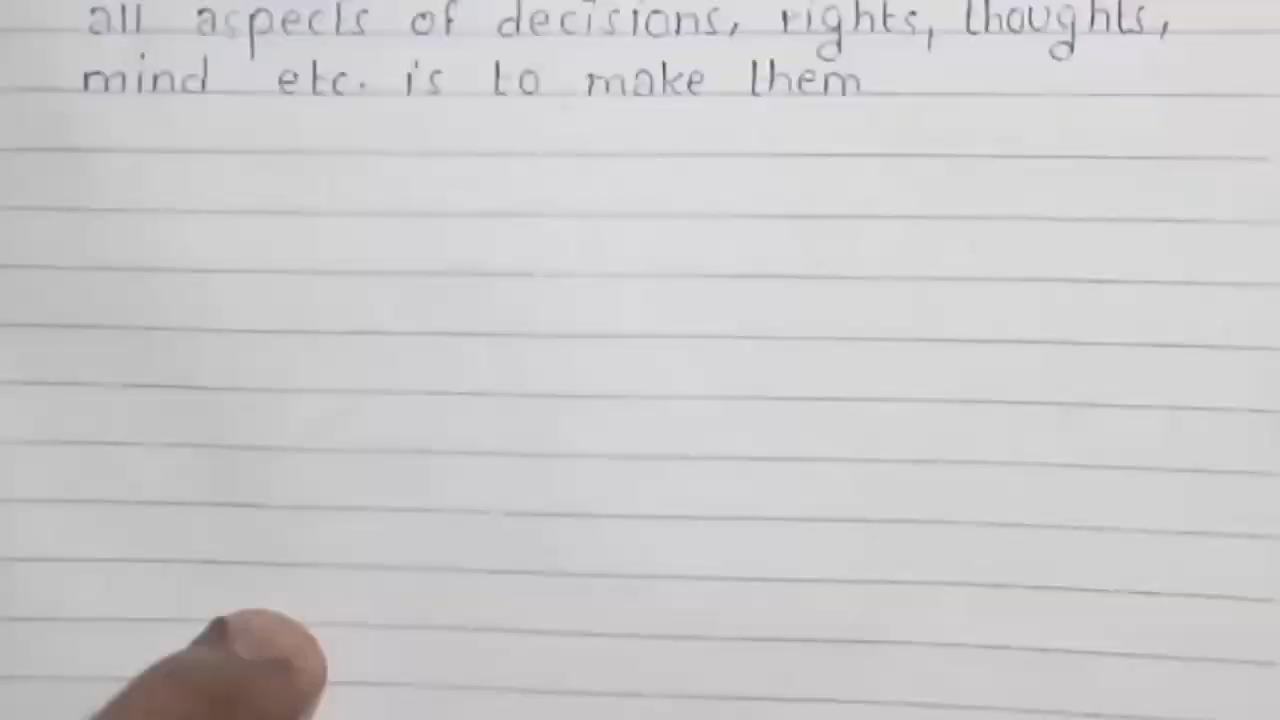 all aspects of decisions, rights, thoughts,
mind etc. is to make them